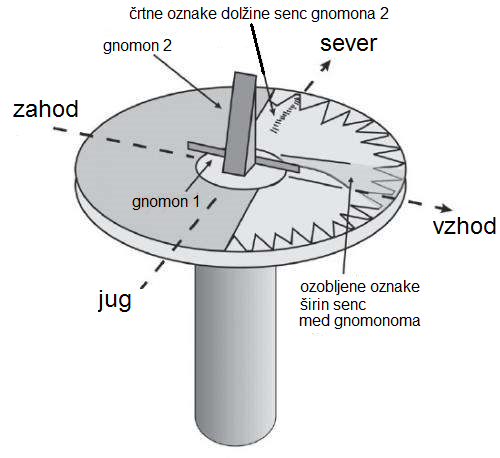 črtne oznake dolžine senc gnomona 2
gnomon 2
sever
zahod
gnomon 1
vzhod
jug
ozobljene oznake
širin senc
med gnomonoma